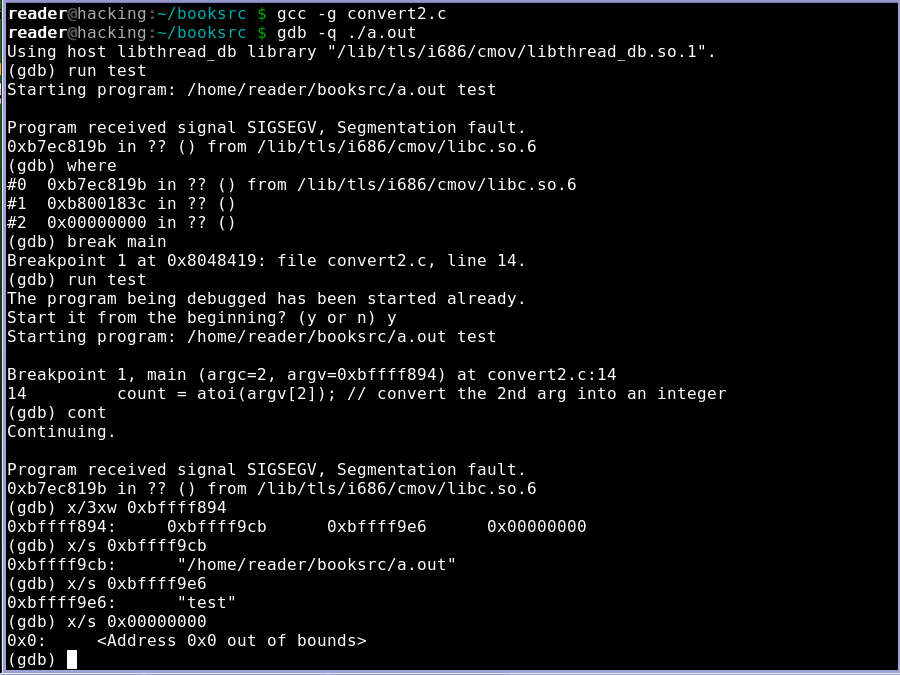 reader@hacking:~/booksrc $ gcc -g convert2.c
reader@hacking:~/booksrc $ gdb -q ./a.out
Using host libthread_db library "/lib/tls/i686/cmov/libthread_db.so.1".
(gdb) run test
Starting program: /home/reader/booksrc/a.out test

Program received signal SIGSEGV, Segmentation fault.
0xb7ec819b in ?? () from /lib/tls/i686/cmov/libc.so.6
(gdb) where
#0  0xb7ec819b in ?? () from /lib/tls/i686/cmov/libc.so.6
#1  0xb800183c in ?? ()
#2  0x00000000 in ?? ()
(gdb) break main
Breakpoint 1 at 0x8048419: file convert2.c, line 14.
(gdb) run test
The program being debugged has been started already.
Start it from the beginning? (y or n) y
Starting program: /home/reader/booksrc/a.out test

Breakpoint 1, main (argc=2, argv=0xbffff894) at convert2.c:14
14         count = atoi(argv[2]); // convert the 2nd arg into an integer
(gdb) cont
Continuing.

Program received signal SIGSEGV, Segmentation fault.
0xb7ec819b in ?? () from /lib/tls/i686/cmov/libc.so.6
(gdb) x/3xw 0xbffff894
0xbffff894:     0xbffff9cb      0xbffff9e6      0x00000000
(gdb) x/s 0xbffff9cb
0xbffff9cb:      "/home/reader/booksrc/a.out"
(gdb) x/s 0xbffff9e6
0xbffff9e6:      "test"
(gdb) x/s 0x00000000
0x0:     <Address 0x0 out of bounds>
(gdb)